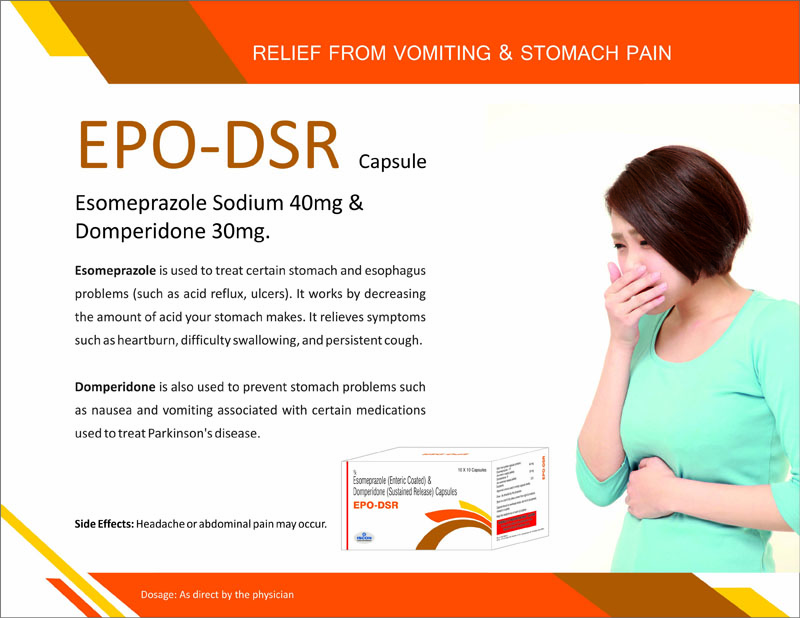 RELIEF FROM VOMITING & STOMACH PAIN
EPO-DSR Capsule
Esomeprazole Sodium 40mg &
Domperidone 30mg.
Esomeprazole is used to treat certain stomach and esophagus
problems (such as acid reflux, ulcers). It works by decreasing
the amount of acid your stomach makes. It relieves symptoms
such as heartburn, difficulty swallowing, and persistent cough.
Domperidone is also used to prevent stomach problems such
as nausea and vomiting associated with certain medications
used to treat Parkinson's disease.
10 X 10 Capsules
Esomeprazole (Enteric Coated) &
Domperidone (Sustained Release) Capsules
EPO-DSR
EPO-DSR
Side Effects: Headache or abdominal pain may occur.
Dosage: As direct by the physician